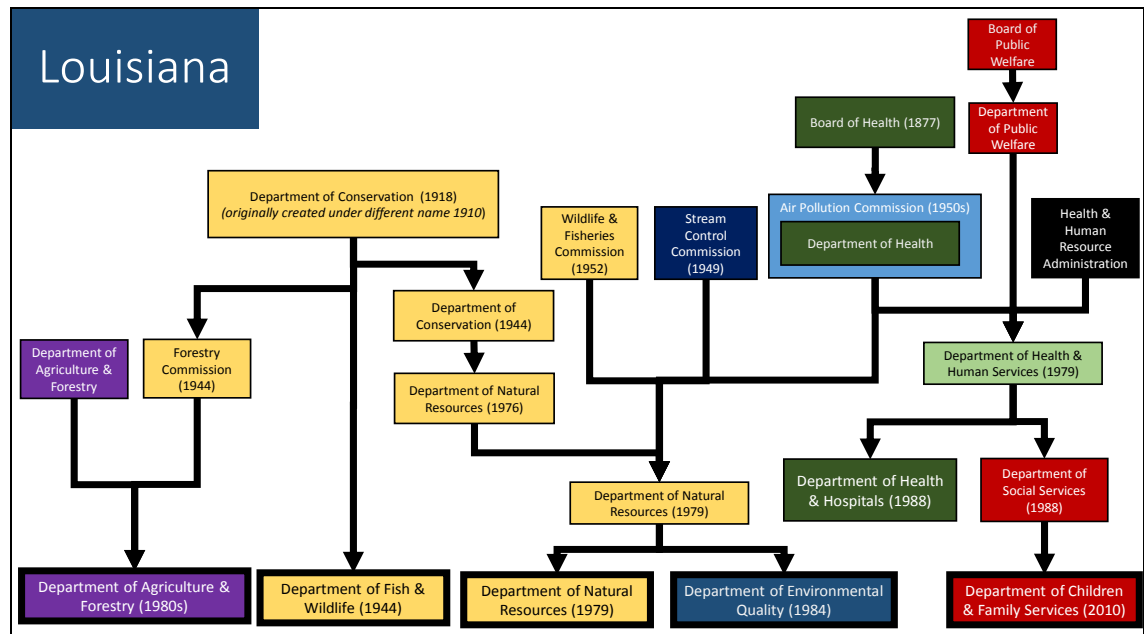 Louisiana
Board of
Public
Welfare
Board of Health (1877)
Department
of Public
Welfare
Department of Conservation (1918)
(originally created under different name 1910)
Wildlife &
Fisheries
Commission
(1952)
Stream
Control
Commission
(1949)
Air Pollution Commission (1950s)
Department of Health
Health &
Human
Resource
Administration
Department of
Conservation (1944)
Department of
Agriculture &
Forestry
Forestry
Commission
(1944)
Department of Natural
Resources (1976)
Department of Health &
Human Services (1979)
Department of Natural
Resources (1979)
Department of Health
& Hospitals (1988)
Department of
Social Services
(1988)
Department of Agriculture &
Forestry (1980s)
Department of Fish &
Wildlife (1944)
Department of Natural
Resources (1979)
Department of Environmental
Quality (1984)
Department of Children
& Family Services (2010)